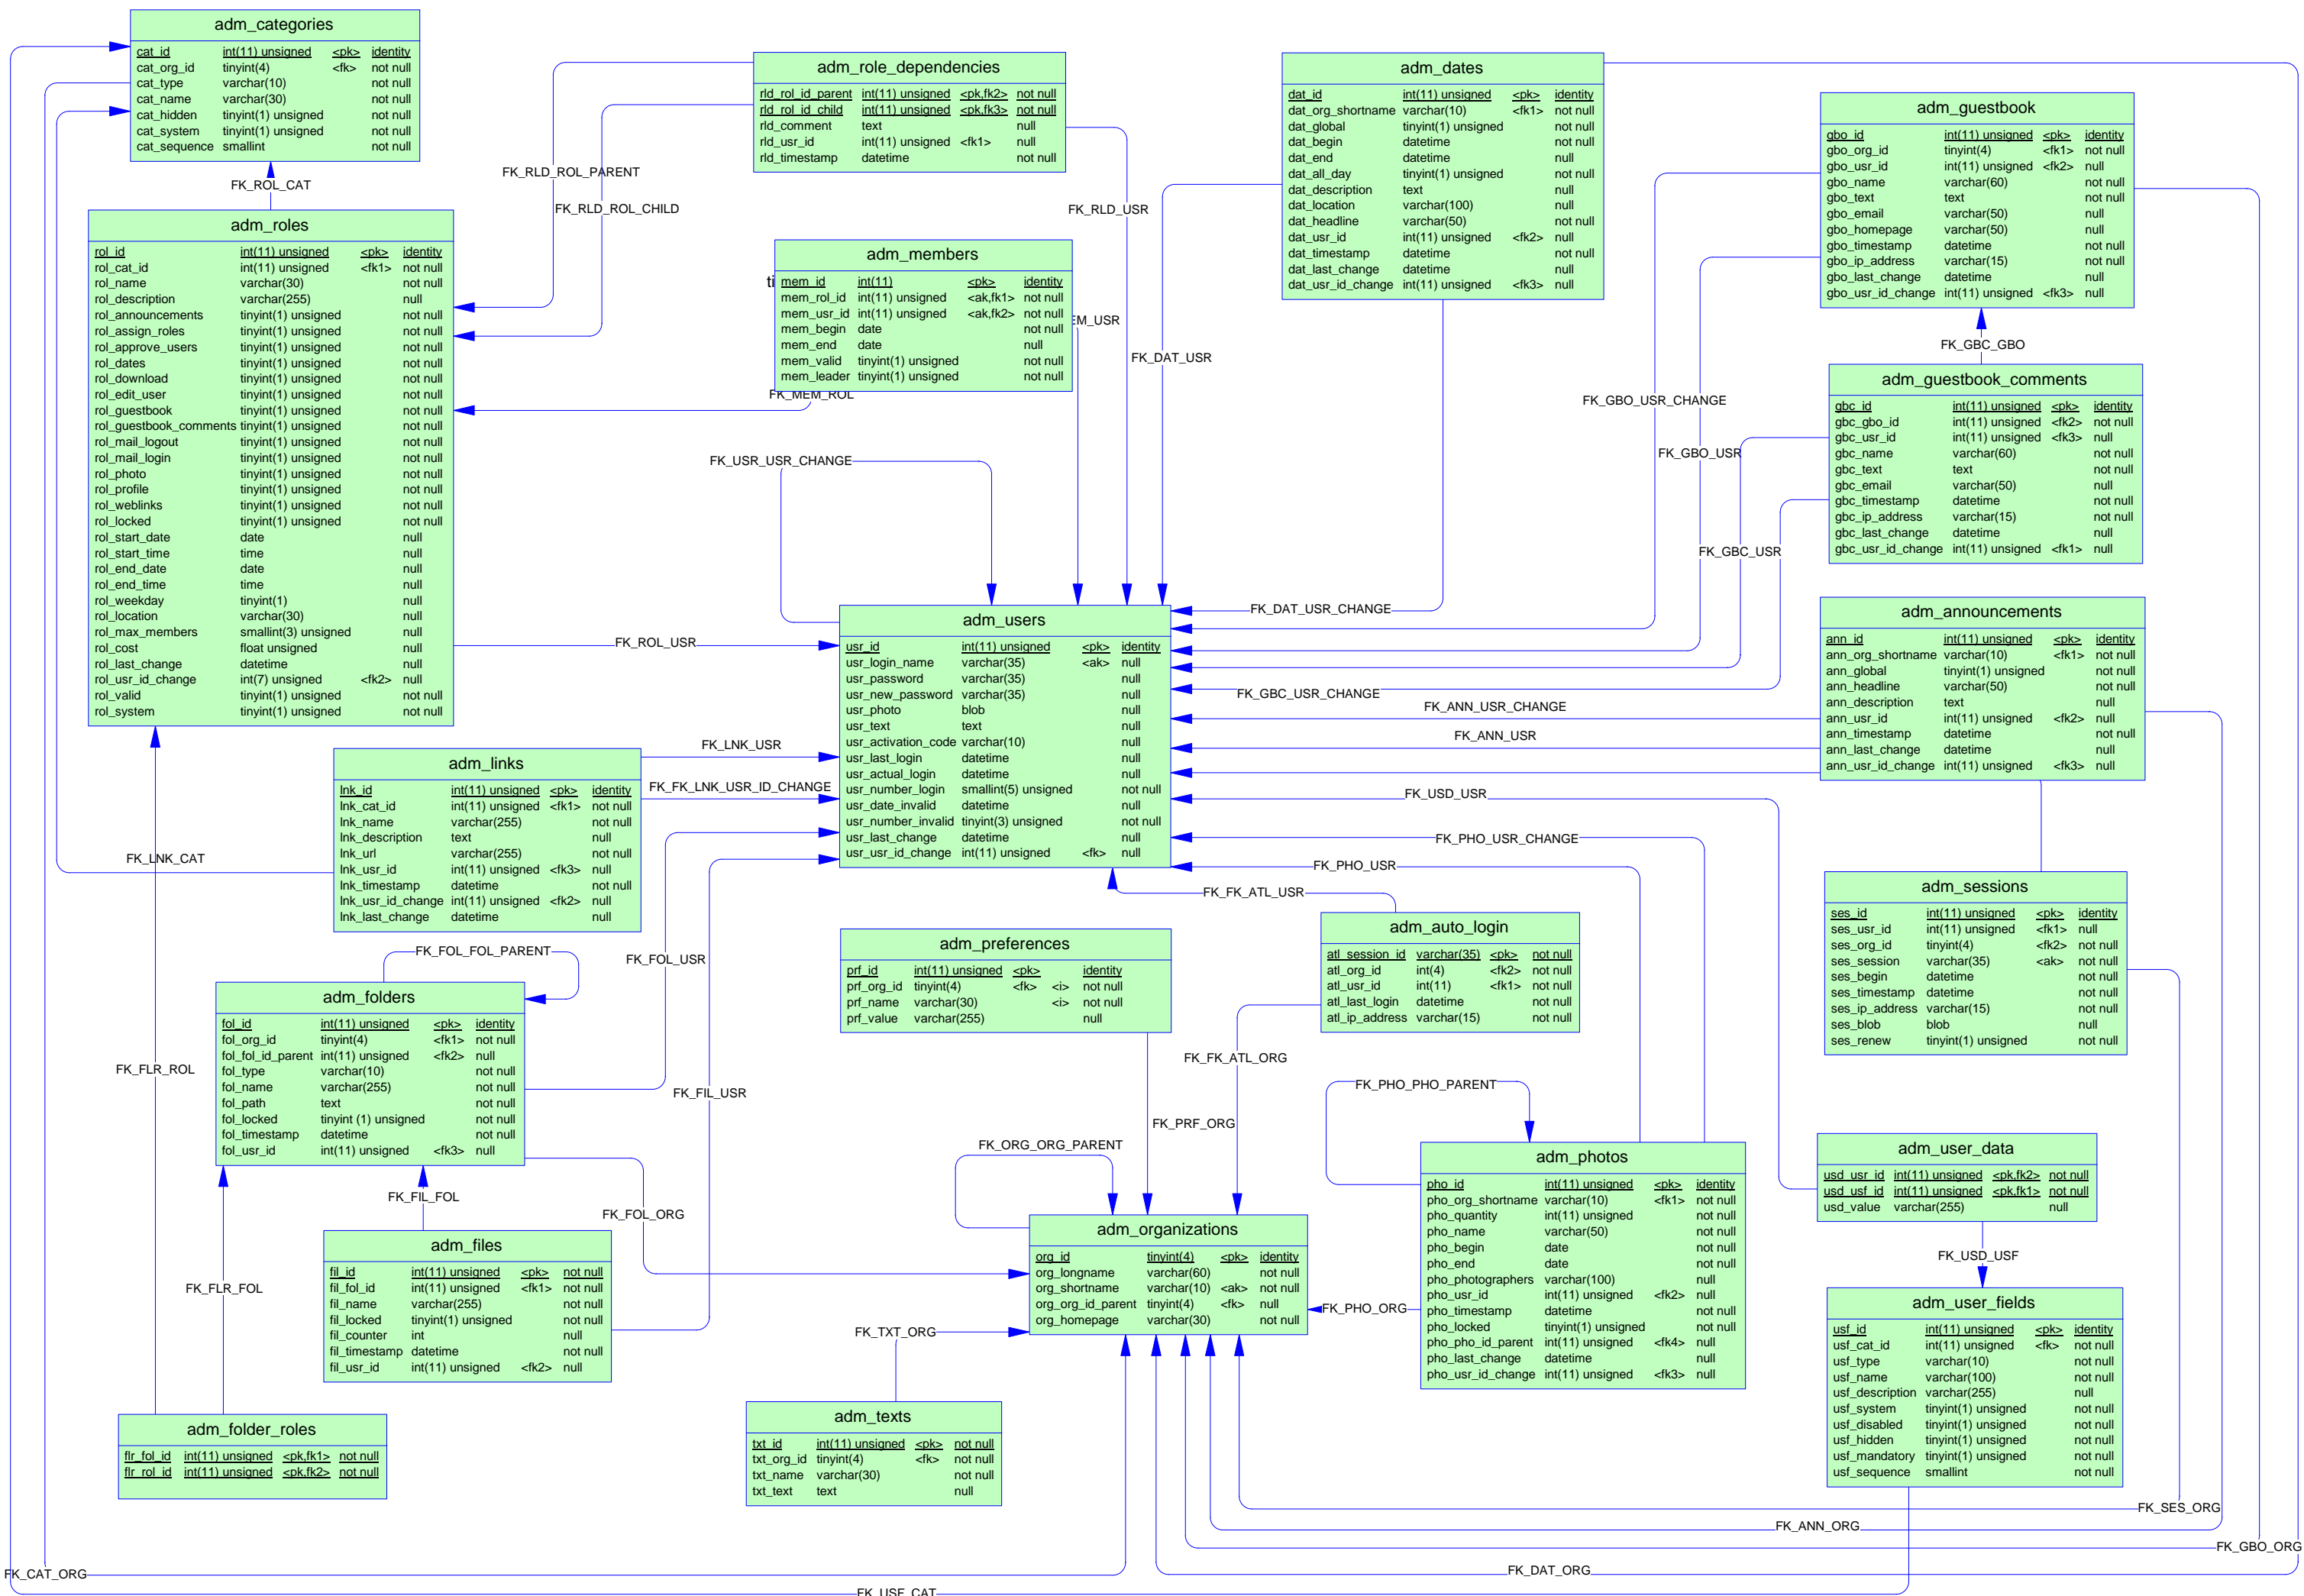 adm_categories
cat_id int(11) unsigned <pk> identity
cat_org_id tinyint(4) <fk> not null
cat_type varchar(10) not null
cat_name varchar(30) not null
cat_hidden tinyint(1) unsigned not null
cat_system tinyint(1) unsigned not null
cat_sequence smallint not null
FK_ROL_CAT
adm_roles
rol_id int(11) unsigned <pk> identity
rol_cat_id int(11) unsigned <fk1> not null
rol_name varchar(30) not null
rol_description varchar(255) null
rol_announcements tinyint(1) unsigned not null
rol_assign_roles tinyint(1) unsigned not null
rol_approve_users tinyint(1) unsigned not null
rol_dates tinyint(1) unsigned not null
rol_download tinyint(1) unsigned not null
rol_edit_user tinyint(1) unsigned not null
rol_guestbook tinyint(1) unsigned not null
rol_guestbook_comments tinyint(1) unsigned not null
rol_mail_logout tinyint(1) unsigned not null
rol_mail_login tinyint(1) unsigned not null
rol_photo tinyint(1) unsigned not null
rol_profile tinyint(1) unsigned not null
rol_weblinks tinyint(1) unsigned not null
rol_locked tinyint(1) unsigned not null
rol_start_date date null
rol_start_time time null
rol_end_date date null
rol_end_time time null
rol_weekday tinyint(1) null
rol_location varchar(30) null
rol_max_members smallint(3) unsigned null
rol_cost float unsigned null
rol_last_change datetime null
rol_usr_id_change int(7) unsigned <fk2> null
rol_valid tinyint(1) unsigned not null
rol_system tinyint(1) unsigned not null
adm_role_dependencies
rld_rol_id_parent int(11) unsigned <pk,fk2> not null
rld_rol_id_child int(11) unsigned <pk,fk3> not null
rld_comment text null
rld_usr_id int(11) unsigned <fk1> null
rld_timestamp datetime not null
FK_RLD_ROL_PARENT
FK_RLD_ROL_CHILD
FK_RLD_USR
adm_members
ti
mem_id int(11) <pk> identity
mem_rol_id int(11) unsigned <ak,fk1> not null
mem_usr_id int(11) unsigned <ak,fk2> not null
mem_begin date not null
mem_end date null
mem_valid tinyint(1) unsigned not null
mem_leader tinyint(1) unsigned not null
EM_USR
FK_MEM_ROL
adm_dates
dat_id int(11) unsigned <pk> identity
dat_org_shortname varchar(10) <fk1> not null
dat_global tinyint(1) unsigned not null
dat_begin datetime not null
dat_end datetime null
dat_all_day tinyint(1) unsigned not null
dat_description text null
dat_location varchar(100) null
dat_headline varchar(50) not null
dat_usr_id int(11) unsigned <fk2> null
dat_timestamp datetime not null
dat_last_change datetime null
dat_usr_id_change int(11) unsigned <fk3> null
FK_DAT_USR
FK_DAT_USR_CHANGE
adm_guestbook
gbo_id int(11) unsigned <pk> identity
gbo_org_id tinyint(4) <fk1> not null
gbo_usr_id int(11) unsigned <fk2> null
gbo_name varchar(60) not null
gbo_text text not null
gbo_email varchar(50) null
gbo_homepage varchar(50) null
gbo_timestamp datetime not null
gbo_ip_address varchar(15) not null
gbo_last_change datetime null
gbo_usr_id_change int(11) unsigned <fk3> null
FK_GBC_GBO
adm_guestbook_comments
gbc_id int(11) unsigned <pk> identity
gbc_gbo_id int(11) unsigned <fk2> not null
gbc_usr_id int(11) unsigned <fk3> null
gbc_name varchar(60) not null
gbc_text text not null
gbc_email varchar(50) null
gbc_timestamp datetime not null
gbc_ip_address varchar(15) not null
gbc_last_change datetime null
gbc_usr_id_change int(11) unsigned <fk1> null
FK_GBO_USR_CHANGE
FK_GBO_USR
FK_GBC_USR
FK_GBC_USR_CHANGE
FK_USR_USR_CHANGE
FK_ROL_USR
adm_users
usr_id int(11) unsigned <pk> identity
usr_login_name varchar(35) <ak> null
usr_password varchar(35) null
usr_new_password varchar(35) null
usr_photo blob null
usr_text text null
usr_activation_code varchar(10) null
usr_last_login datetime null
usr_actual_login datetime null
usr_number_login smallint(5) unsigned not null
usr_date_invalid datetime null
usr_number_invalid tinyint(3) unsigned not null
usr_last_change datetime null
usr_usr_id_change int(11) unsigned <fk> null
adm_announcements
ann_id int(11) unsigned <pk> identity
ann_org_shortname varchar(10) <fk1> not null
ann_global tinyint(1) unsigned not null
ann_headline varchar(50) not null
ann_description text null
ann_usr_id int(11) unsigned <fk2> null
ann_timestamp datetime not null
ann_last_change datetime null
ann_usr_id_change int(11) unsigned <fk3> null
FK_ANN_USR_CHANGE
FK_ANN_USR
FK_USD_USR
FK_PHO_USR_CHANGE
FK_PHO_USR
FK_FK_ATL_USR
adm_links
lnk_id int(11) unsigned <pk> identity
lnk_cat_id int(11) unsigned <fk1> not null
lnk_name varchar(255) not null
lnk_description text null
lnk_url varchar(255) not null
lnk_usr_id int(11) unsigned <fk3> null
lnk_timestamp datetime not null
lnk_usr_id_change int(11) unsigned <fk2> null
lnk_last_change datetime null
FK_LNK_USR
FK_FK_LNK_USR_ID_CHANGE
FK_LNK_CAT
adm_sessions
ses_id int(11) unsigned <pk> identity
ses_usr_id int(11) unsigned <fk1> null
ses_org_id tinyint(4) <fk2> not null
ses_session varchar(35) <ak> not null
ses_begin datetime not null
ses_timestamp datetime not null
ses_ip_address varchar(15) not null
ses_blob blob null
ses_renew tinyint(1) unsigned not null
adm_auto_login
atl_session_id varchar(35) <pk> not null
atl_org_id int(4) <fk2> not null
atl_usr_id int(11) <fk1> not null
atl_last_login datetime not null
atl_ip_address varchar(15) not null
adm_preferences
prf_id int(11) unsigned <pk> identity
prf_org_id tinyint(4) <fk> <i> not null
prf_name varchar(30) <i> not null
prf_value varchar(255) null
FK_FOL_FOL_PARENT
FK_FOL_USR
adm_folders
fol_id int(11) unsigned <pk> identity
fol_org_id tinyint(4) <fk1> not null
fol_fol_id_parent int(11) unsigned <fk2> null
fol_type varchar(10) not null
fol_name varchar(255) not null
fol_path text not null
fol_locked tinyint (1) unsigned not null
fol_timestamp datetime not null
fol_usr_id int(11) unsigned <fk3> null
FK_FLR_ROL
FK_FIL_USR
FK_FK_ATL_ORG
FK_PRF_ORG
FK_ORG_ORG_PARENT
FK_PHO_PHO_PARENT
FK_FIL_FOL
FK_FOL_ORG
FK_FLR_FOL
adm_files
fil_id int(11) unsigned <pk> not null
fil_fol_id int(11) unsigned <fk1> not null
fil_name varchar(255) not null
fil_locked tinyint(1) unsigned not null
fil_counter int null
fil_timestamp datetime not null
fil_usr_id int(11) unsigned <fk2> null
adm_organizations
org_id tinyint(4) <pk> identity
org_longname varchar(60) not null
org_shortname varchar(10) <ak> not null
org_org_id_parent tinyint(4) <fk> null
org_homepage varchar(30) not null
FK_PHO_ORG
FK_TXT_ORG
adm_photos
pho_id int(11) unsigned <pk> identity
pho_org_shortname varchar(10) <fk1> not null
pho_quantity int(11) unsigned not null
pho_name varchar(50) not null
pho_begin date not null
pho_end date not null
pho_photographers varchar(100) null
pho_usr_id int(11) unsigned <fk2> null
pho_timestamp datetime not null
pho_locked tinyint(1) unsigned not null
pho_pho_id_parent int(11) unsigned <fk4> null
pho_last_change datetime null
pho_usr_id_change int(11) unsigned <fk3> null
adm_user_data
usd_usr_id int(11) unsigned <pk,fk2> not null
usd_usf_id int(11) unsigned <pk,fk1> not null
usd_value varchar(255) null
FK_USD_USF
adm_user_fields
usf_id int(11) unsigned <pk> identity
usf_cat_id int(11) unsigned <fk> not null
usf_type varchar(10) not null
usf_name varchar(100) not null
usf_description varchar(255) null
usf_system tinyint(1) unsigned not null
usf_disabled tinyint(1) unsigned not null
usf_hidden tinyint(1) unsigned not null
usf_mandatory tinyint(1) unsigned not null
usf_sequence smallint not null
adm_folder_roles
flr_fol_id int(11) unsigned <pk,fk1> not null
flr_rol_id int(11) unsigned <pk,fk2> not null
adm_texts
txt_id int(11) unsigned <pk> not null
txt_org_id tinyint(4) <fk> not null
txt_name varchar(30) not null
txt_text text null
FK_SES_ORG
FK_ANN_ORG
FK_GBO_ORG
FK_DAT_ORG
FK_CAT_ORG
FK_USF_CAT